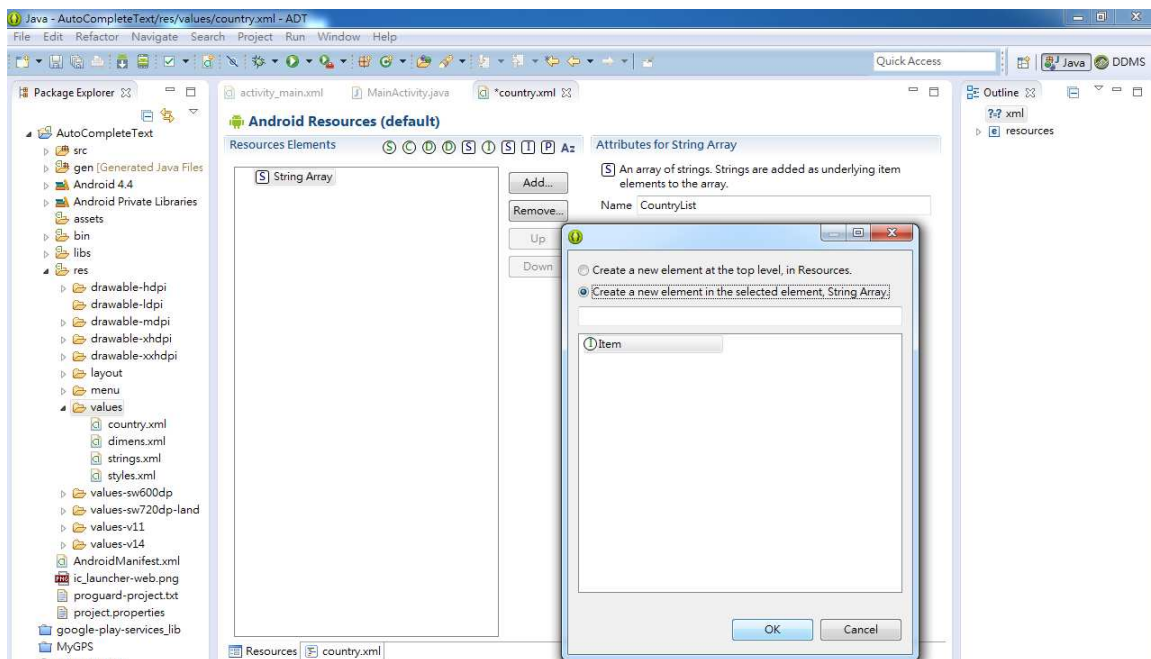 Java - AutoCompleteText/res/values/country.xml - ADT
File Edit Refactor Navigate Search Project Run Window Help
Quick Access
Java
DDMS
Package Explorer
AutoCompleteText
src
gen [Generated Java Files
Android 4.4
Android Private Libraries
assets
bin
libs
res
drawable-hdpi
drawable-ldpi
drawable-mdpi
drawable-xhdpi
drawable-xxhdpi
layout
menu
values
country.xml
dimens.xml
strings.xml
styles.xml
values-sw600dp
values-sw720dp-land
values-v11
values-v14
AndroidManifest.xml
ic_launcher-web.png
proguard-project.txt
project.properties
google-play-services_lib
MyGPS
activity_main.xml
MainActivity.java
*country.xml
Android Resources (default)
Resources Elements
S C D D S I S I P Az
S String Array
Add...
Remove...
Up
Down
Attributes for String Array
S An array of strings. Strings are added as underlying item
elements to the array.
Name CountryList
Create a new element at the top level, in Resources.
Create a new element in the selected element, String Array.
I Item
OK
Cancel
Resources
country.xml
Outline
?-? xml
e resources